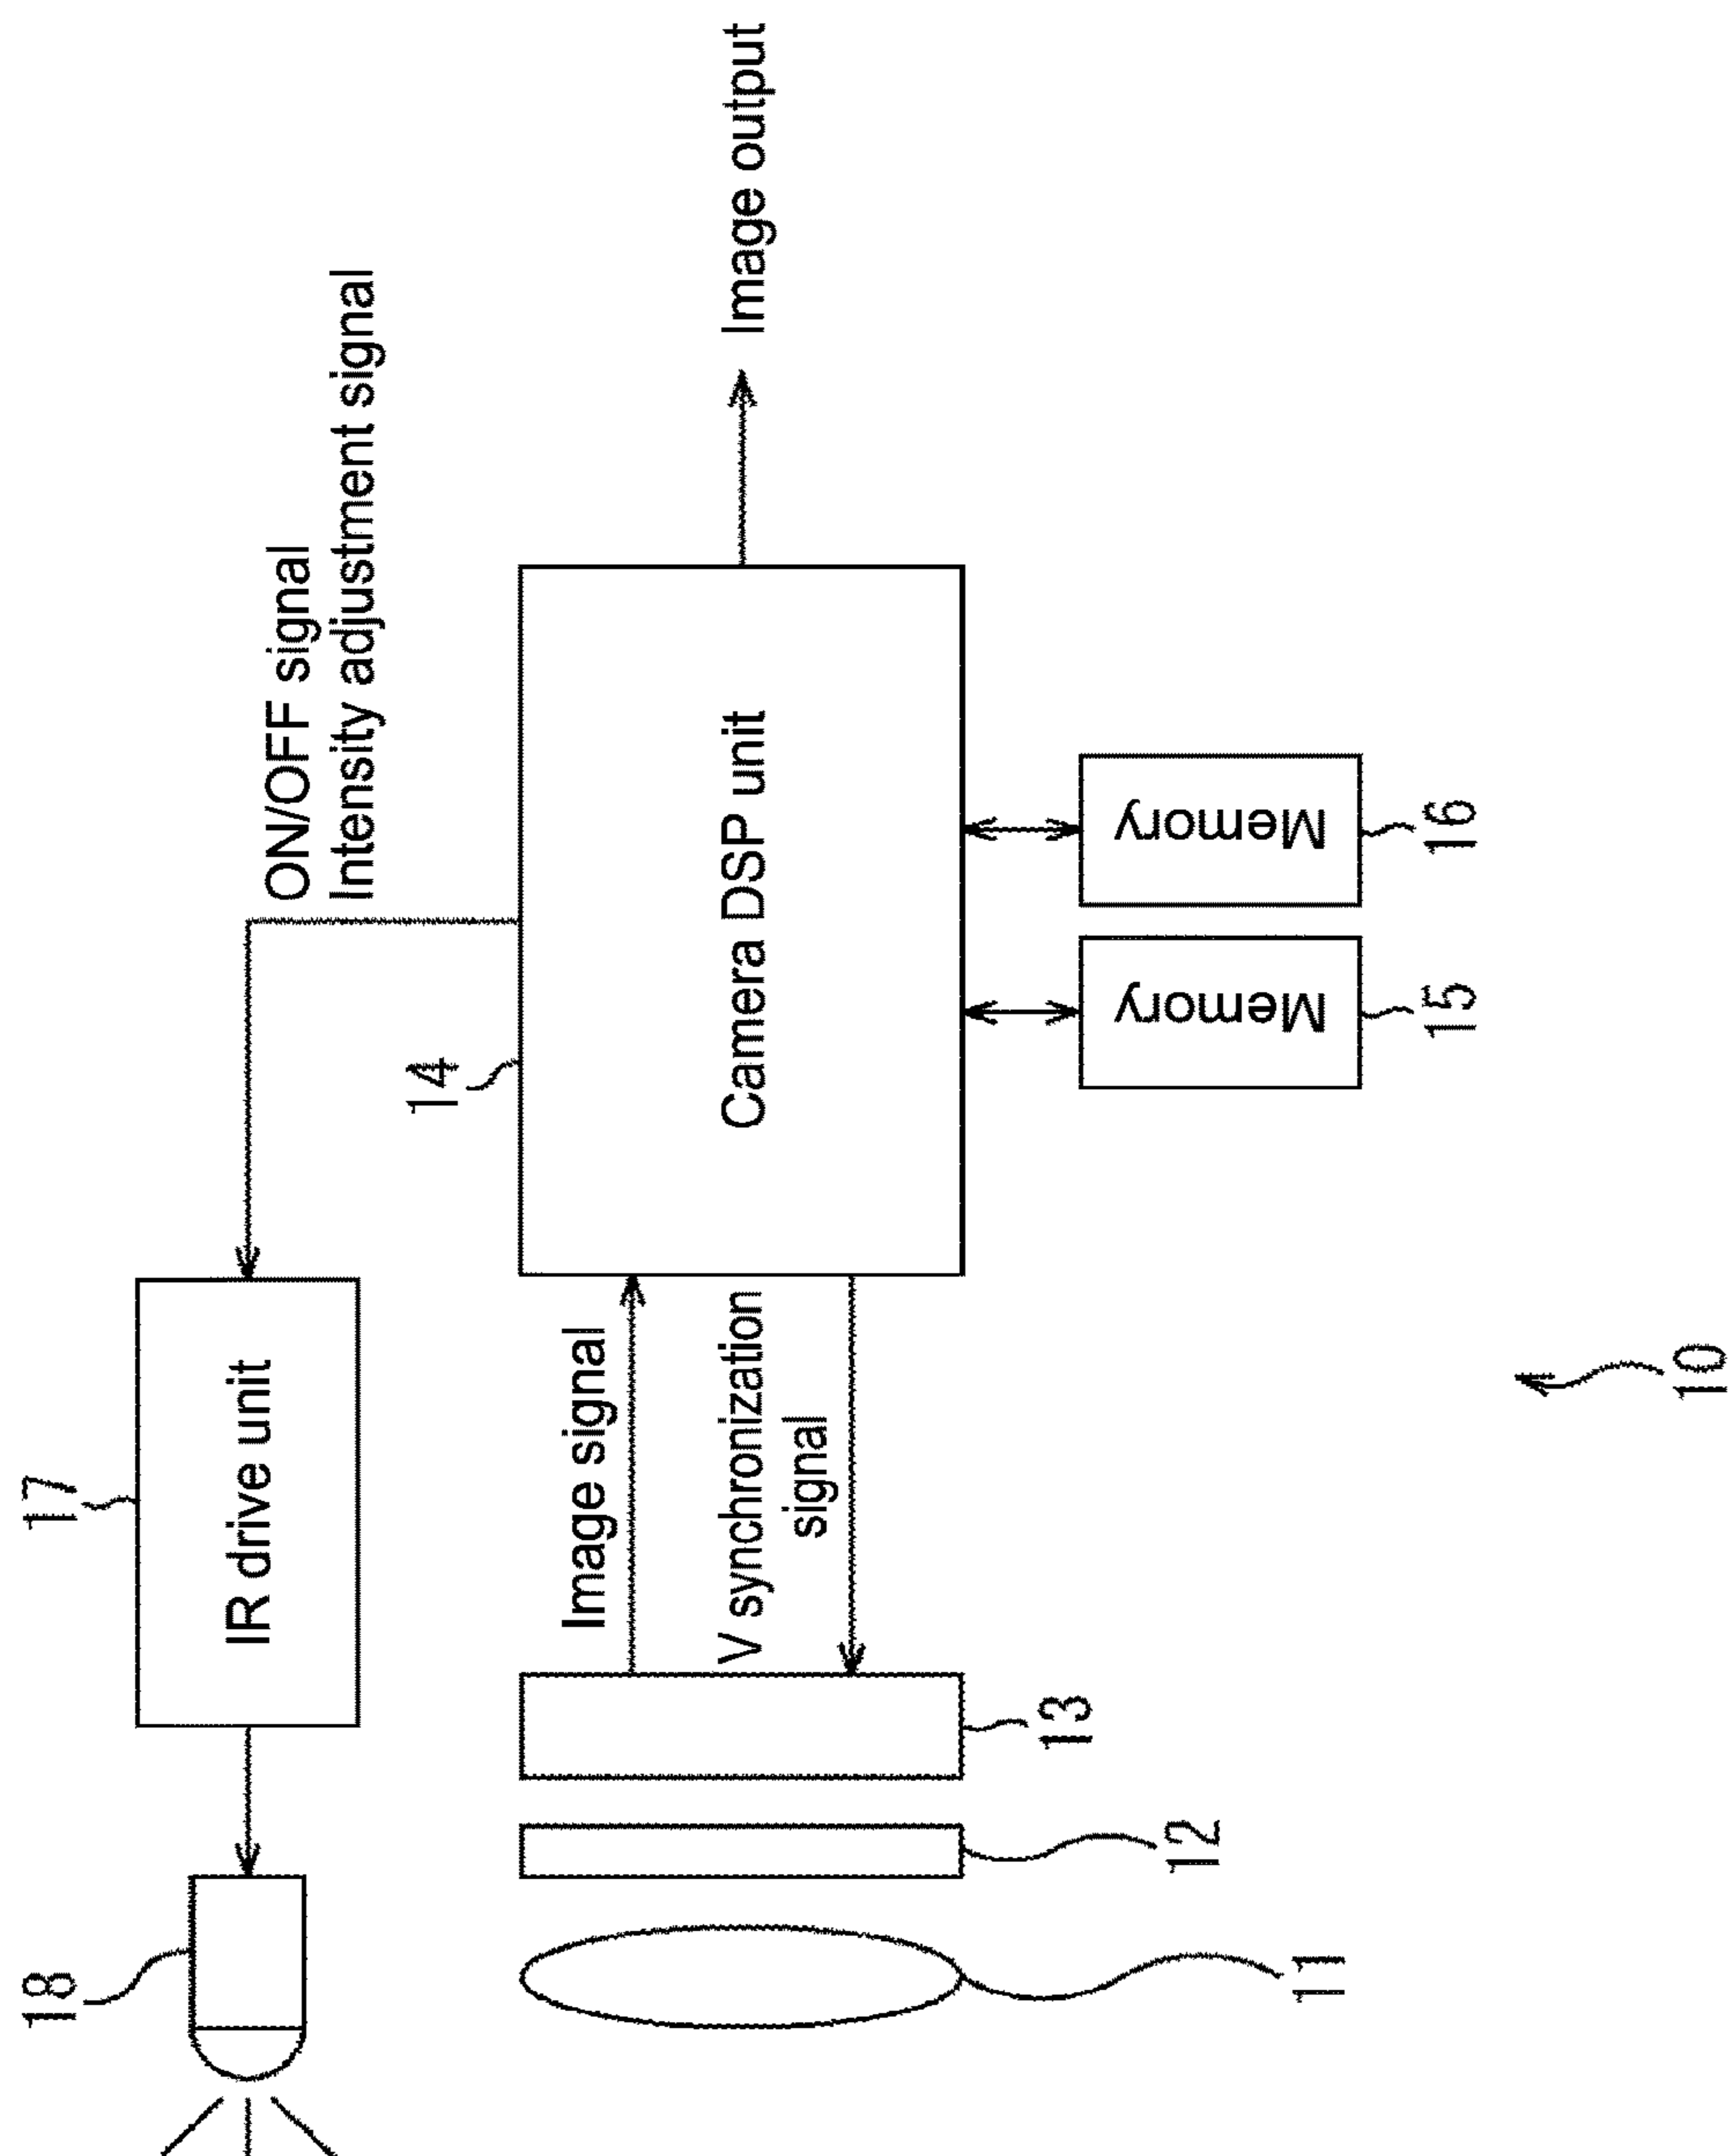 18
17
IR drive unit
ON/OFF signal
Intensity adjustment signal
14
Image signal
V synchronization
signal
Camera DSP unit
Image output
Memory
Memory
11
12
13
15
16
10